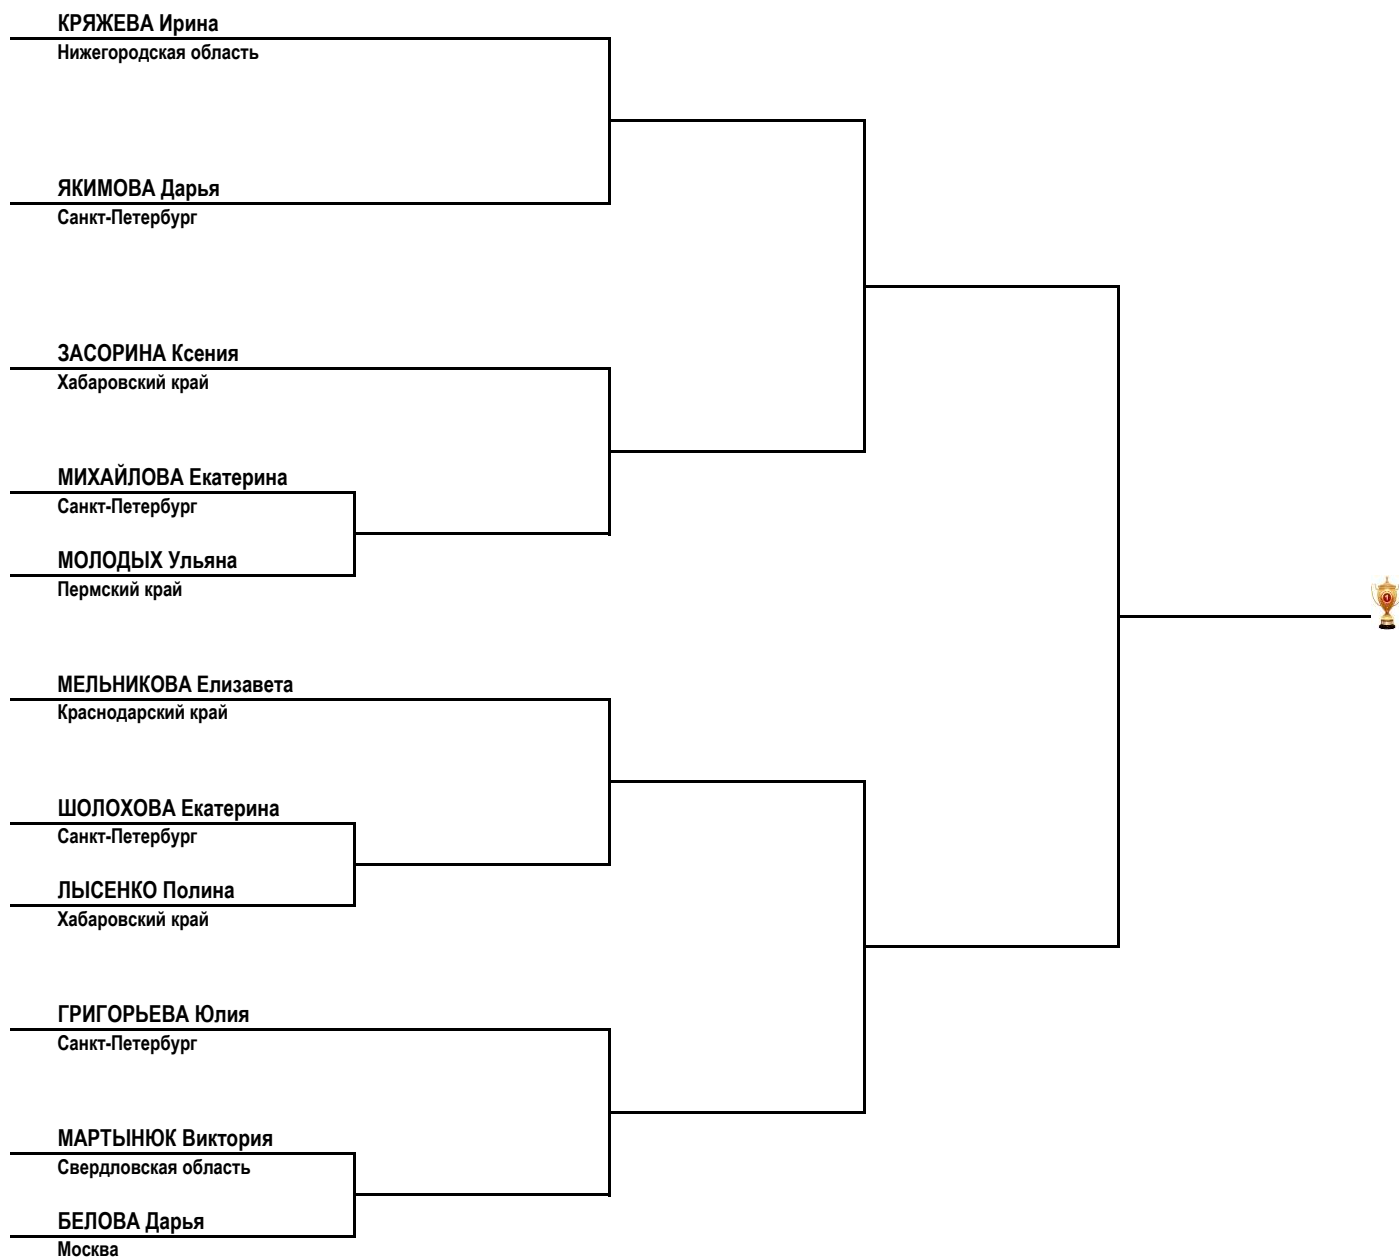 КРЯЖЕВА Ирина
Нижегородская область
ЯКИМОВА Дарья
Санкт-Петербург
ЗАСОРИНА Ксения
Хабаровский край
МИХАЙЛОВА Екатерина
Санкт-Петербург
МОЛОДЫХ Ульяна
Пермский край
1
МЕЛЬНИКОВА Елизавета
Краснодарский край
ШОЛОХОВА Екатерина
Санкт-Петербург
ЛЫСЕНКО Полина
Хабаровский край
ГРИГОРЬЕВА Юлия
Санкт-Петербург
МАРТЫНЮК Виктория
Свердловская область
БЕЛОВА Дарья
Москва